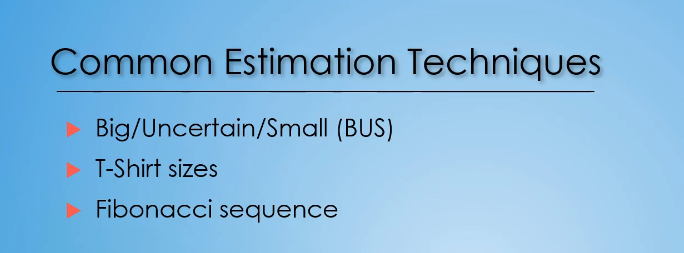 Common Estimation Techniques
Big/Uncertain/Small (BUS)
T-Shirt sizes
Fibonacci sequence